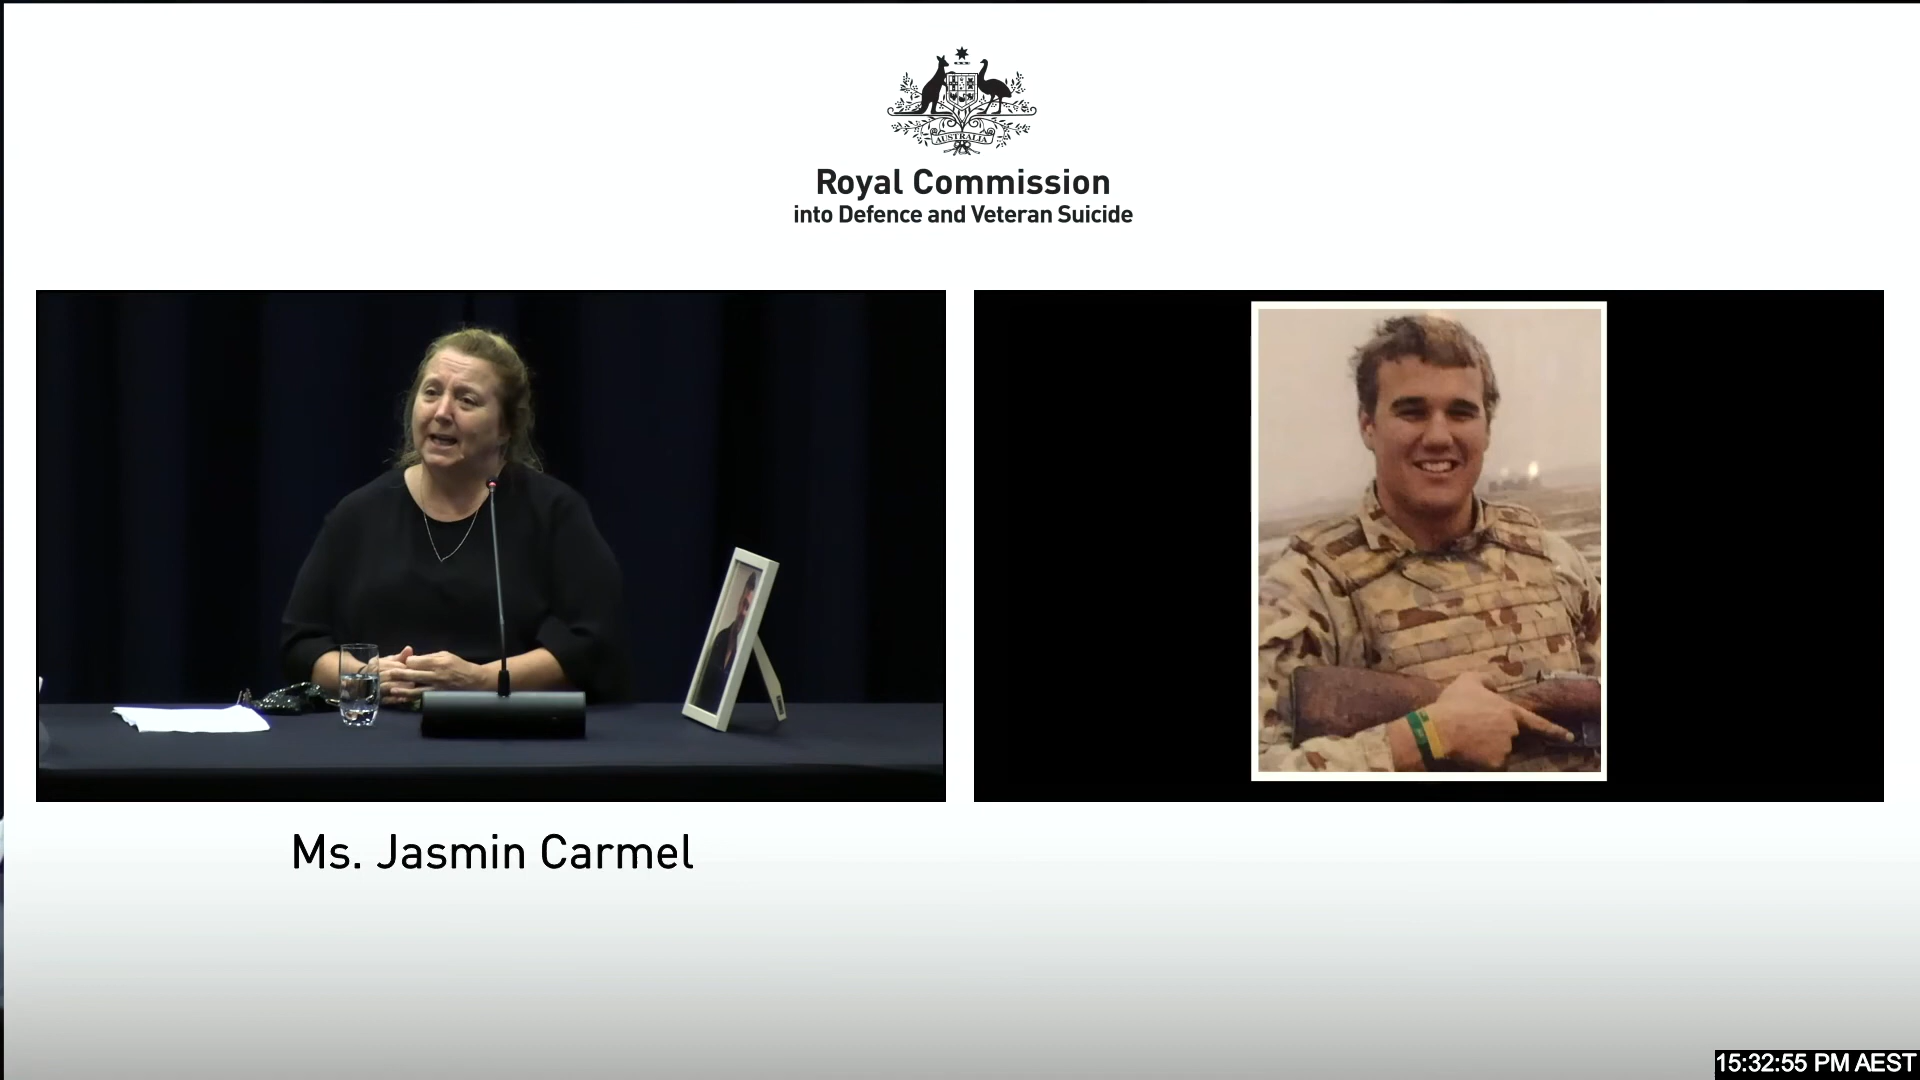 AUSTRALIA
Royal Commission
into Defence and Veteran Suicide
Ms. Jasmin Carmel
15:32:55 PM AEST